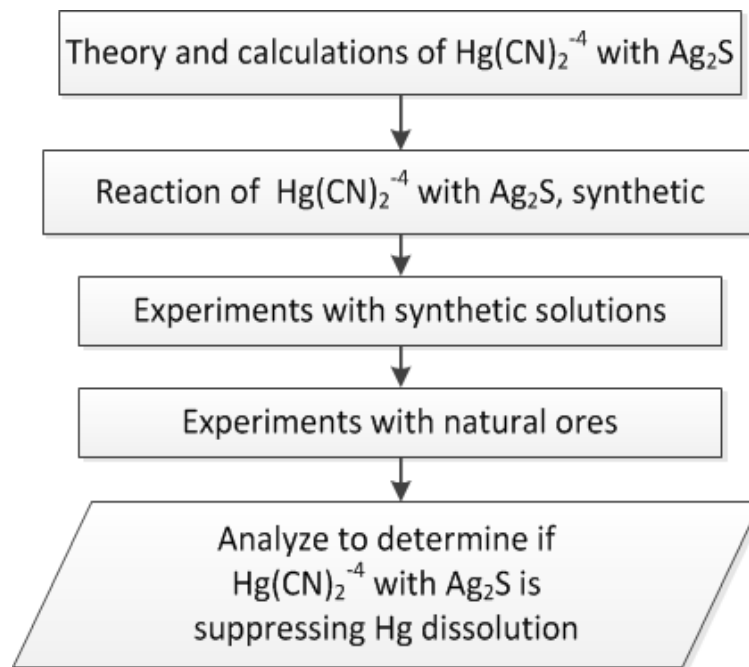 Theory and calculations of Hg(CN)₂⁻⁴ with Ag₂S
Reaction of Hg(CN)₂⁻⁴ with Ag₂S, synthetic
Experiments with synthetic solutions
Experiments with natural ores
Analyze to determine if
Hg(CN)₂⁻⁴ with Ag₂S is
suppressing Hg dissolution